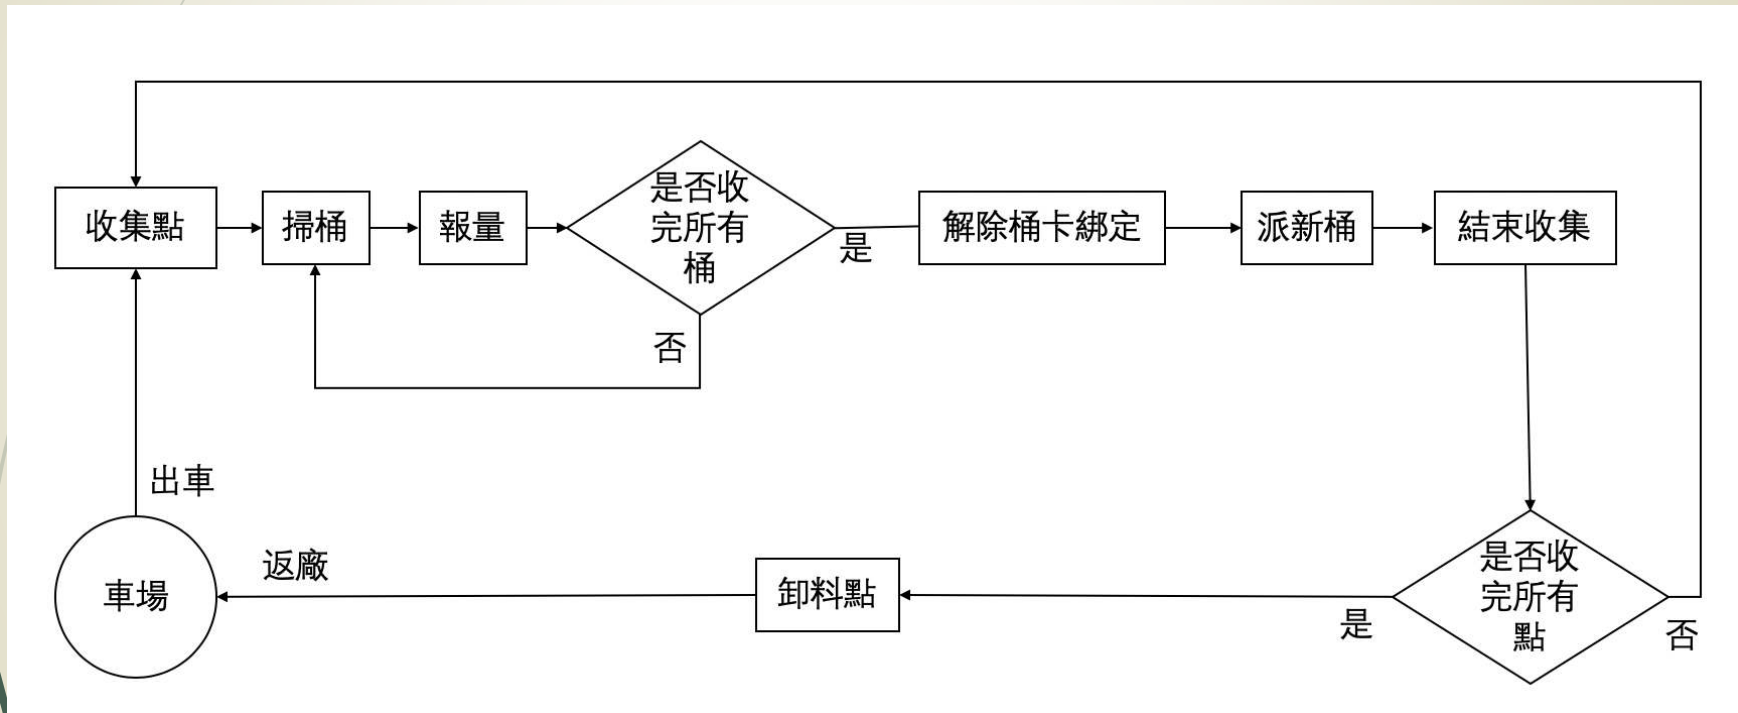 收集點
掃桶
報量
是否收
完所有
桶
是
解除桶卡綁定
派新桶
結束收集
否
出車
車場
返廠
卸料點
是
是否收
完所有
點
否